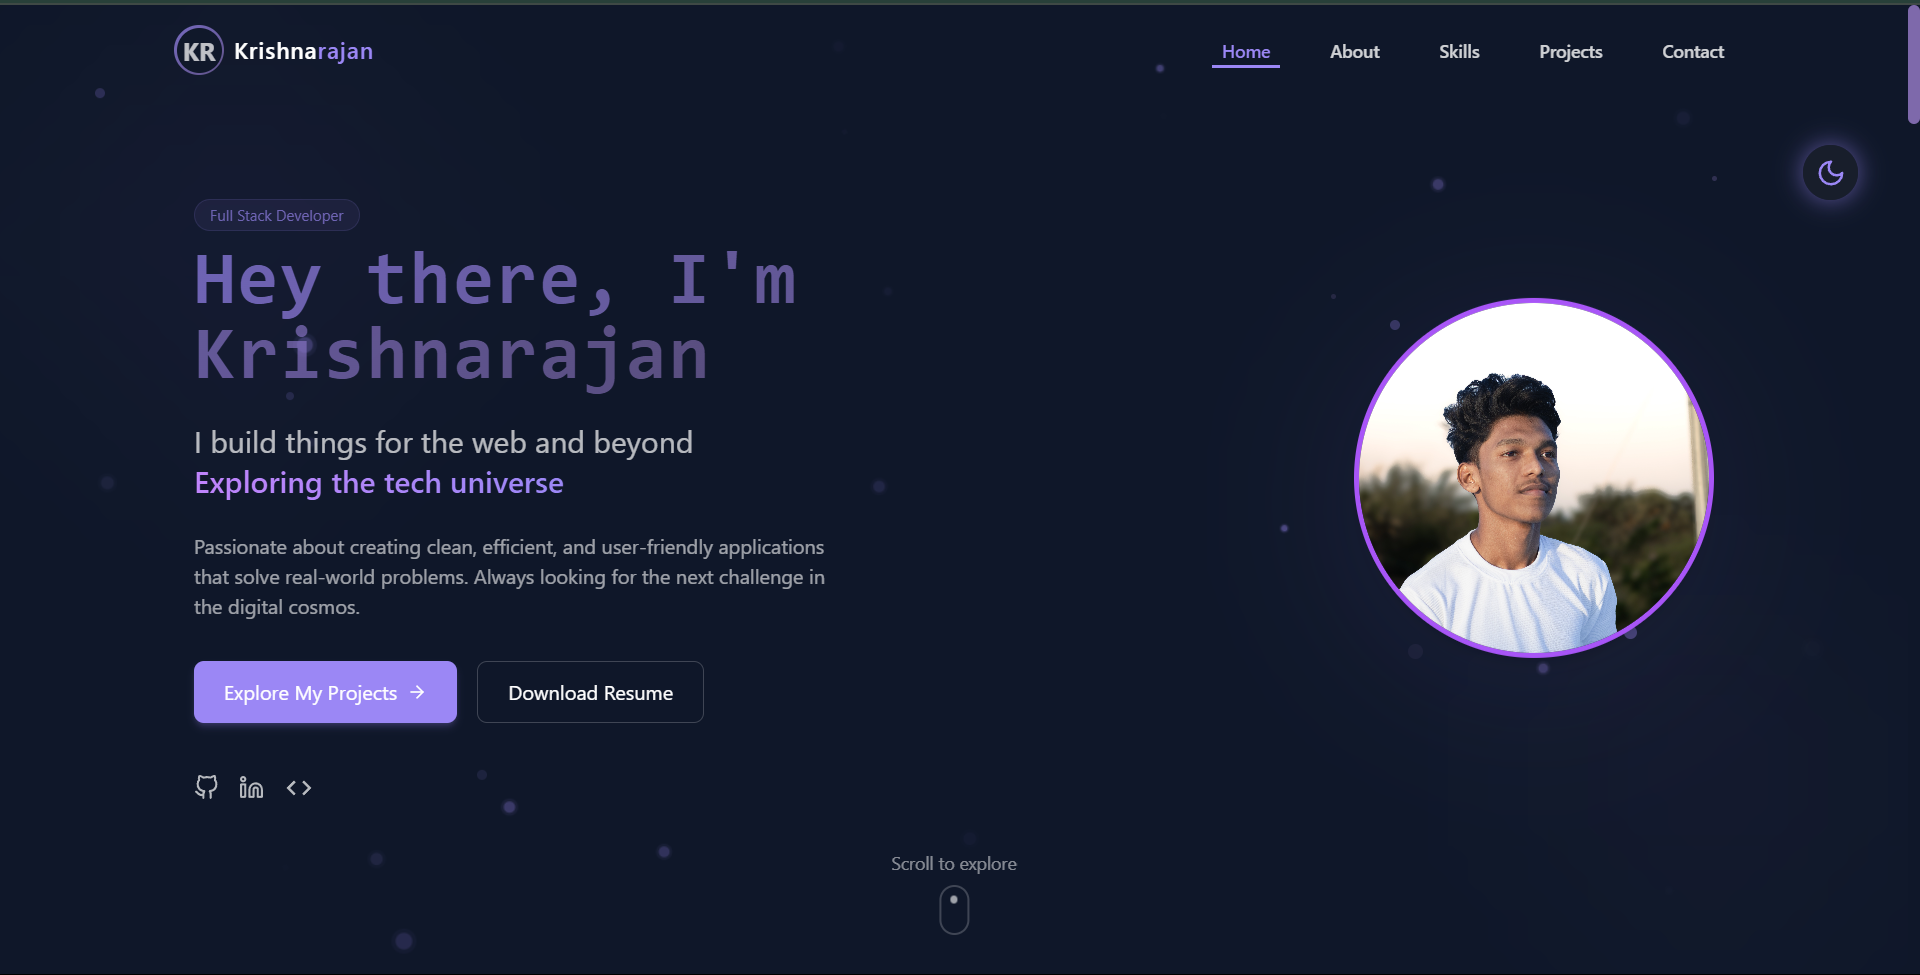 KR Krishnarajan
Home About Skills Projects Contact
Full Stack Developer
Hey there, I'm
Krishnarajan
I build things for the web and beyond
Exploring the tech universe
Passionate about creating clean, efficient, and user-friendly applications
that solve real-world problems. Always looking for the next challenge in
the digital cosmos.
Explore My Projects → Download Resume
Scroll to explore